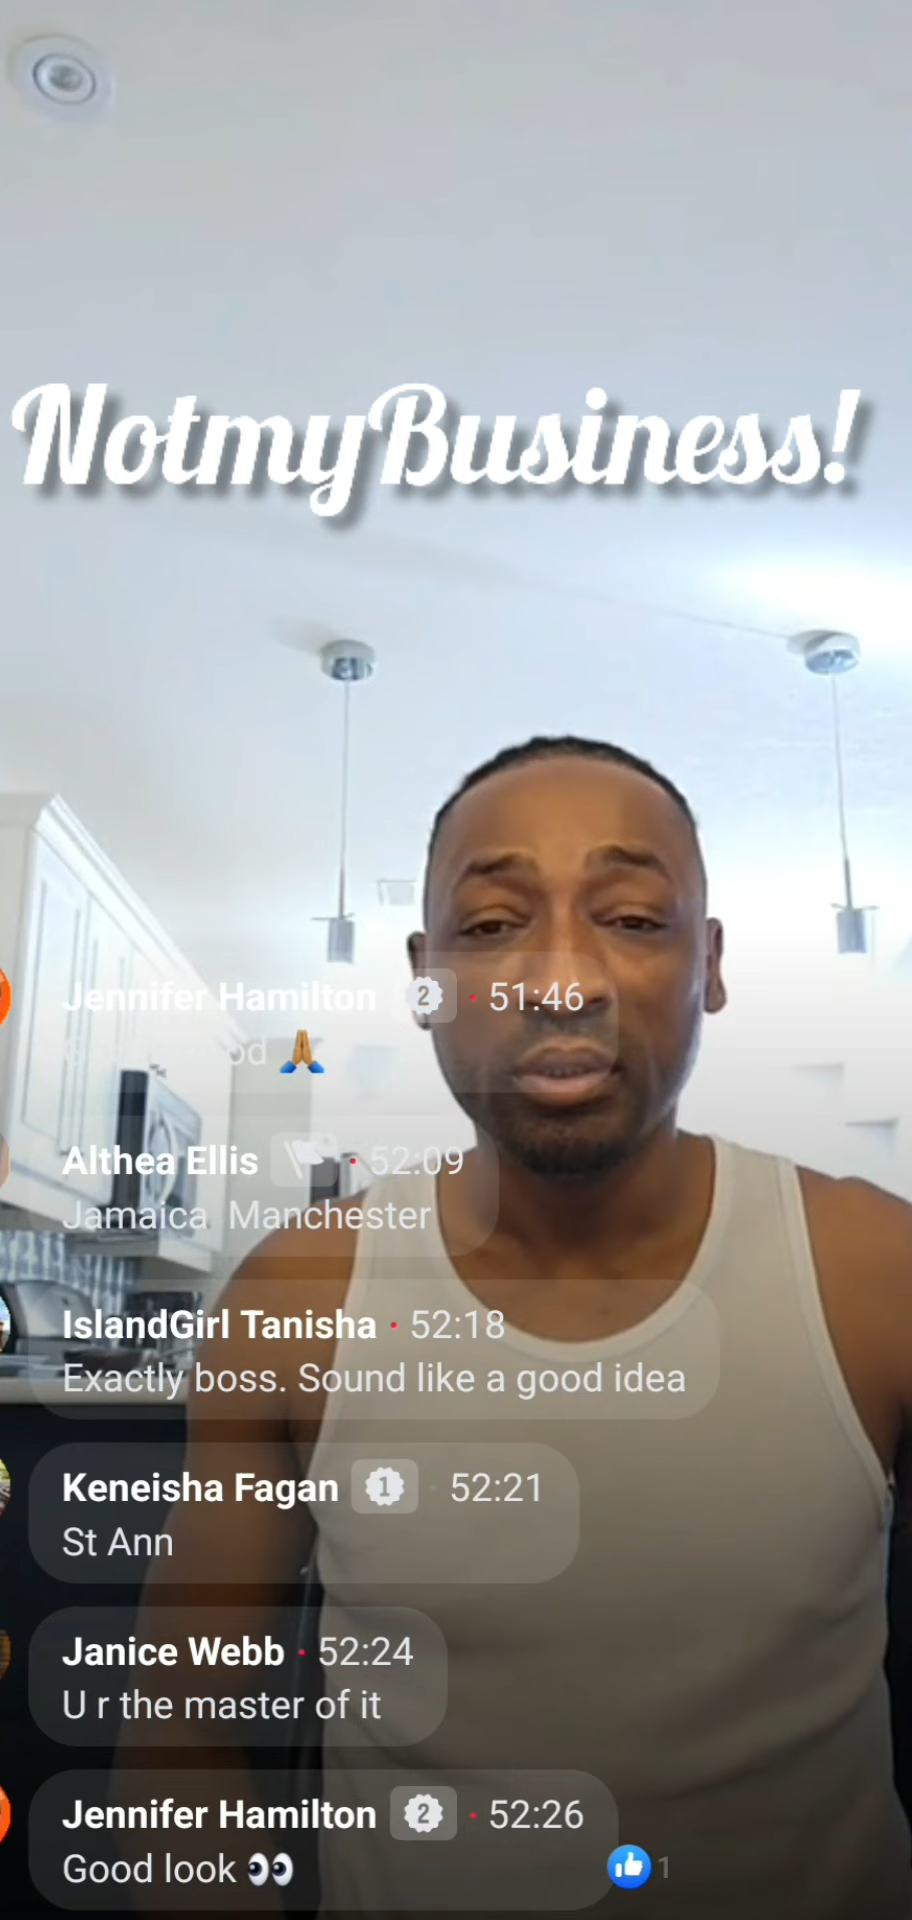 NotmyBusiness!
Jennifer Hamilton 2 · 51:46
🙏🏾
Althea Ellis · 52:09
Jamaica Manchester
IslandGirl Tanisha · 52:18
Exactly boss. Sound like a good idea
Keneisha Fagan 1 · 52:21
St Ann
Janice Webb · 52:24
U r the master of it
Jennifer Hamilton 2 · 52:26
Good look 👀
1